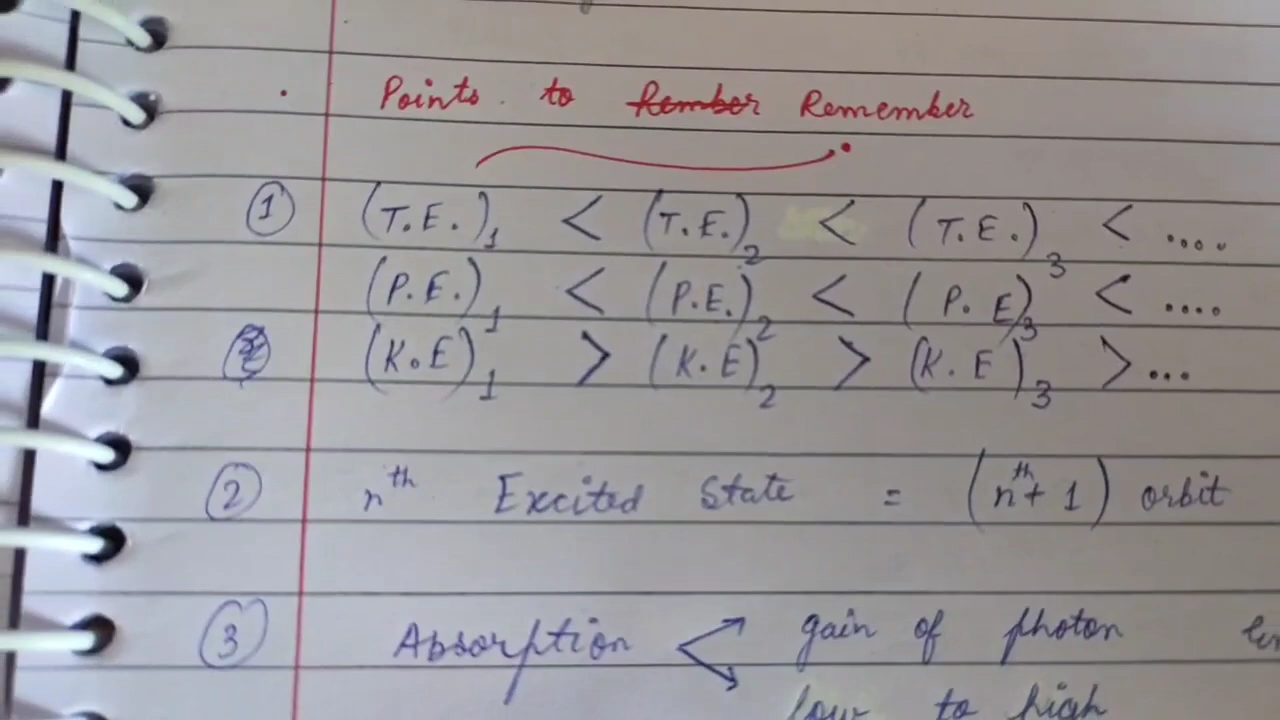 Points to Rember Remember
① (T.E.)₁ < (T.E.)₂ < (T.E.)₃ < ....
(P.E.)₁ < (P.E.)₂ < (P.E)₃ < ....
(K.E)₁ > (K.E)₂ > (K.E)₃ > ...
② nᵗʰ Excited State = (nᵗʰ + 1) orbit
③ Absorption gain of photon
low to high